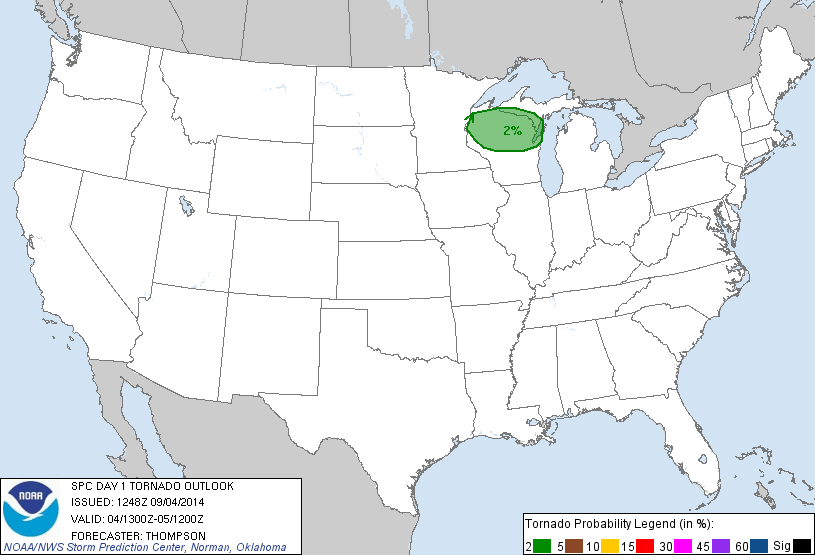 2%
SPC DAY 1 TORNADO OUTLOOK
ISSUED: 1248Z 09/04/2014
VALID: 04/1300Z-05/1200Z
FORECASTER: THOMPSON
NOAA/NWS Storm Prediction Center, Norman, Oklahoma
NOAA
Tornado Probability Legend (in %):
2 5 10 15 30 45 60 Sig